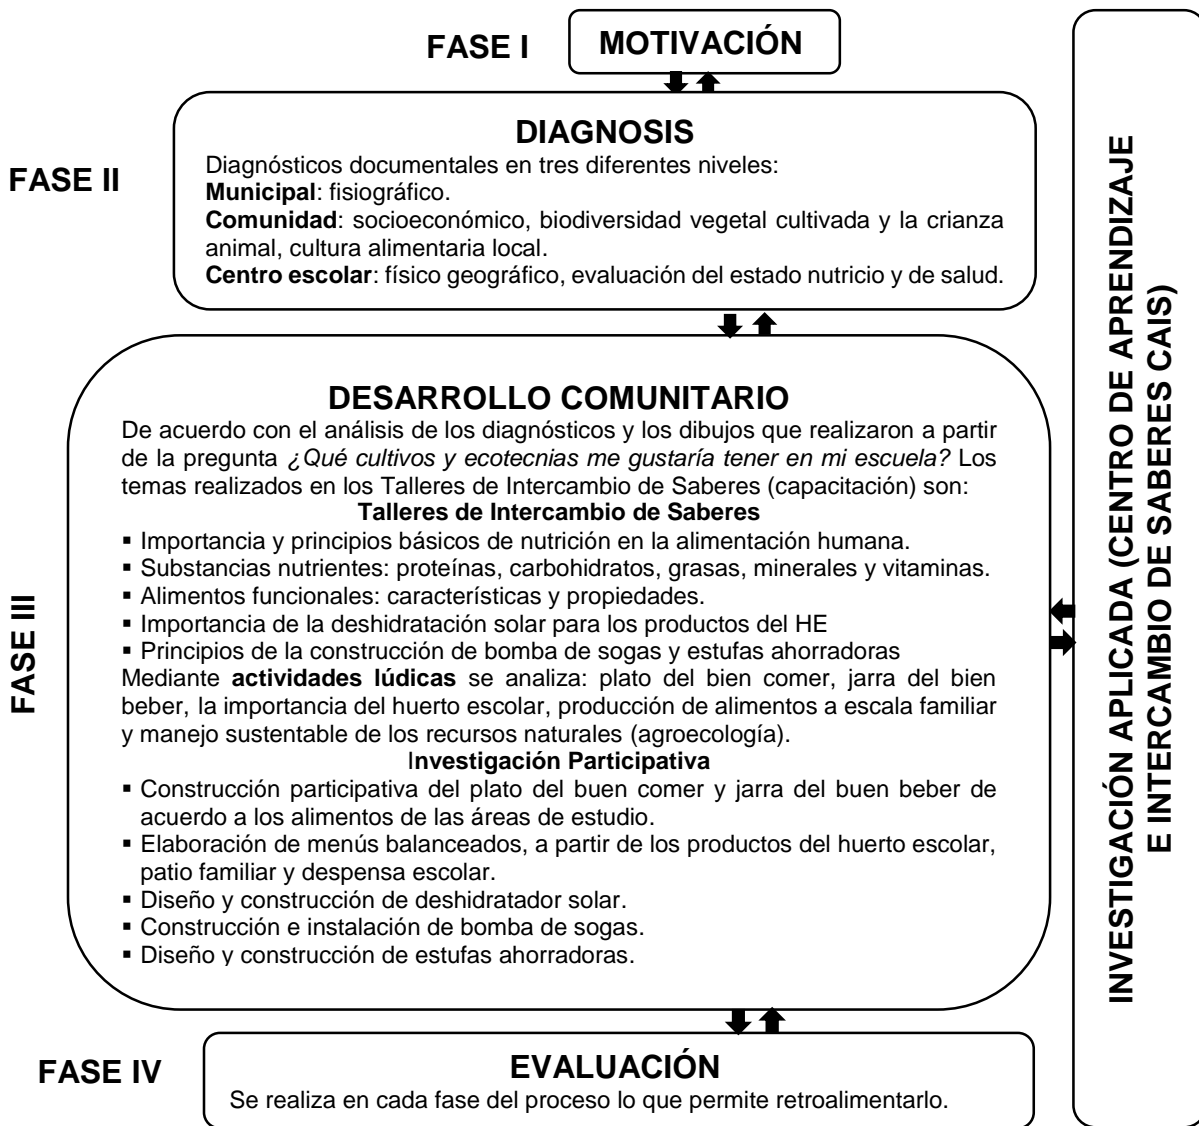 FASE I
MOTIVACIÓN
FASE II
DIAGNOSIS
Diagnósticos documentales en tres diferentes niveles:
Municipal: fisiográfico.
Comunidad: socioeconómico, biodiversidad vegetal cultivada y la crianza
animal, cultura alimentaria local.
Centro escolar: físico geográfico, evaluación del estado nutricio y de salud.
FASE III
DESARROLLO COMUNITARIO
De acuerdo con el análisis de los diagnósticos y los dibujos que realizaron a partir
de la pregunta ¿Qué cultivos y ecotecnias me gustaría tener en mi escuela? Los
temas realizados en los Talleres de Intercambio de Saberes (capacitación) son:
Talleres de Intercambio de Saberes
▪ Importancia y principios básicos de nutrición en la alimentación humana.
▪ Substancias nutrientes: proteínas, carbohidratos, grasas, minerales y vitaminas.
▪ Alimentos funcionales: características y propiedades.
▪ Importancia de la deshidratación solar para los productos del HE
▪ Principios de la construcción de bomba de sogas y estufas ahorradoras
Mediante actividades lúdicas se analiza: plato del bien comer, jarra del bien
beber, la importancia del huerto escolar, producción de alimentos a escala familiar
y manejo sustentable de los recursos naturales (agroecología).
Investigación Participativa
▪ Construcción participativa del plato del buen comer y jarra del buen beber de
acuerdo a los alimentos de las áreas de estudio.
▪ Elaboración de menús balanceados, a partir de los productos del huerto escolar,
patio familiar y despensa escolar.
▪ Diseño y construcción de deshidratador solar.
▪ Construcción e instalación de bomba de sogas.
▪ Diseño y construcción de estufas ahorradoras.
FASE IV
EVALUACIÓN
Se realiza en cada fase del proceso lo que permite retroalimentarlo.
INVESTIGACIÓN APLICADA (CENTRO DE APRENDIZAJE
E INTERCAMBIO DE SABERES CAIS)